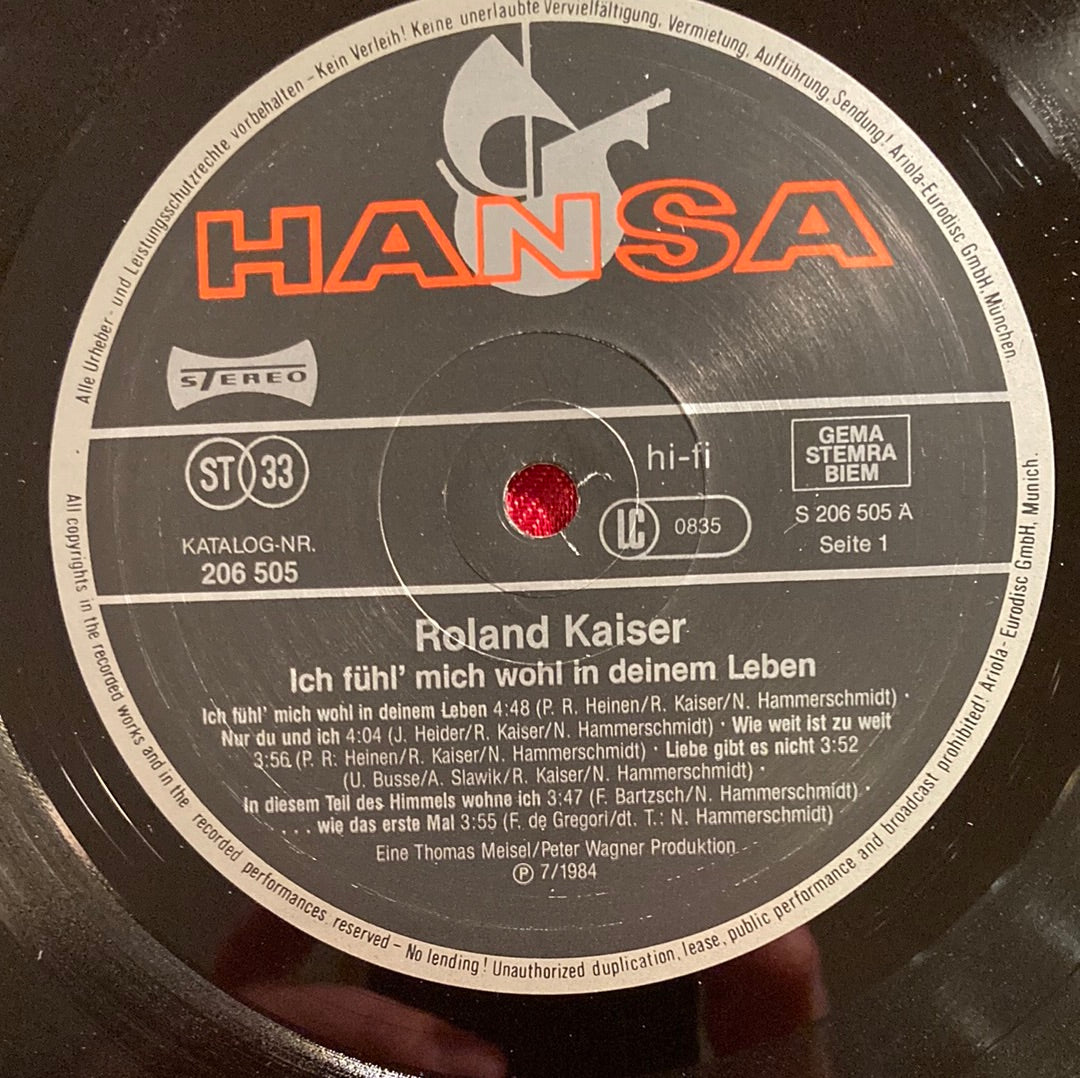 Alle Urheber- und Leistungsschutzrechte vorbehalten – Kein Verleih! Keine unerlaubte Vervielfältigung, Vermietung, Aufführung, Sendung! Ariola-Eurodisc GmbH, München.
HANSA
STEREO
ST 33
hi-fi
GEMA
STEMRA
BIEM
LC 0835
S 206 505 A
Seite 1
KATALOG-NR.
206 505
Roland Kaiser
Ich fühl' mich wohl in deinem Leben
Ich fühl' mich wohl in deinem Leben 4:48 (P. R. Heinen/R. Kaiser/N. Hammerschmidt) ·
Nur du und ich 4:04 (J. Heider/R. Kaiser/N. Hammerschmidt) · Wie weit ist zu weit
3:56 (P. R. Heinen/R. Kaiser/N. Hammerschmidt) · Liebe gibt es nicht 3:52
(U. Busse/A. Slawik/R. Kaiser/N. Hammerschmidt) ·
In diesem Teil des Himmels wohne ich 3:47 (F. Bartzsch/N. Hammerschmidt) ·
. . . wie das erste Mal 3:55 (F. de Gregori/dt. T.: N. Hammerschmidt)
Eine Thomas Meisel/Peter Wagner Produktion
Ⓟ 7/1984
All copyrights in the recorded works and in the recorded performances reserved – No lending! Unauthorized duplication, lease, public performance and broadcast prohibited! Ariola-Eurodisc GmbH, Munich.